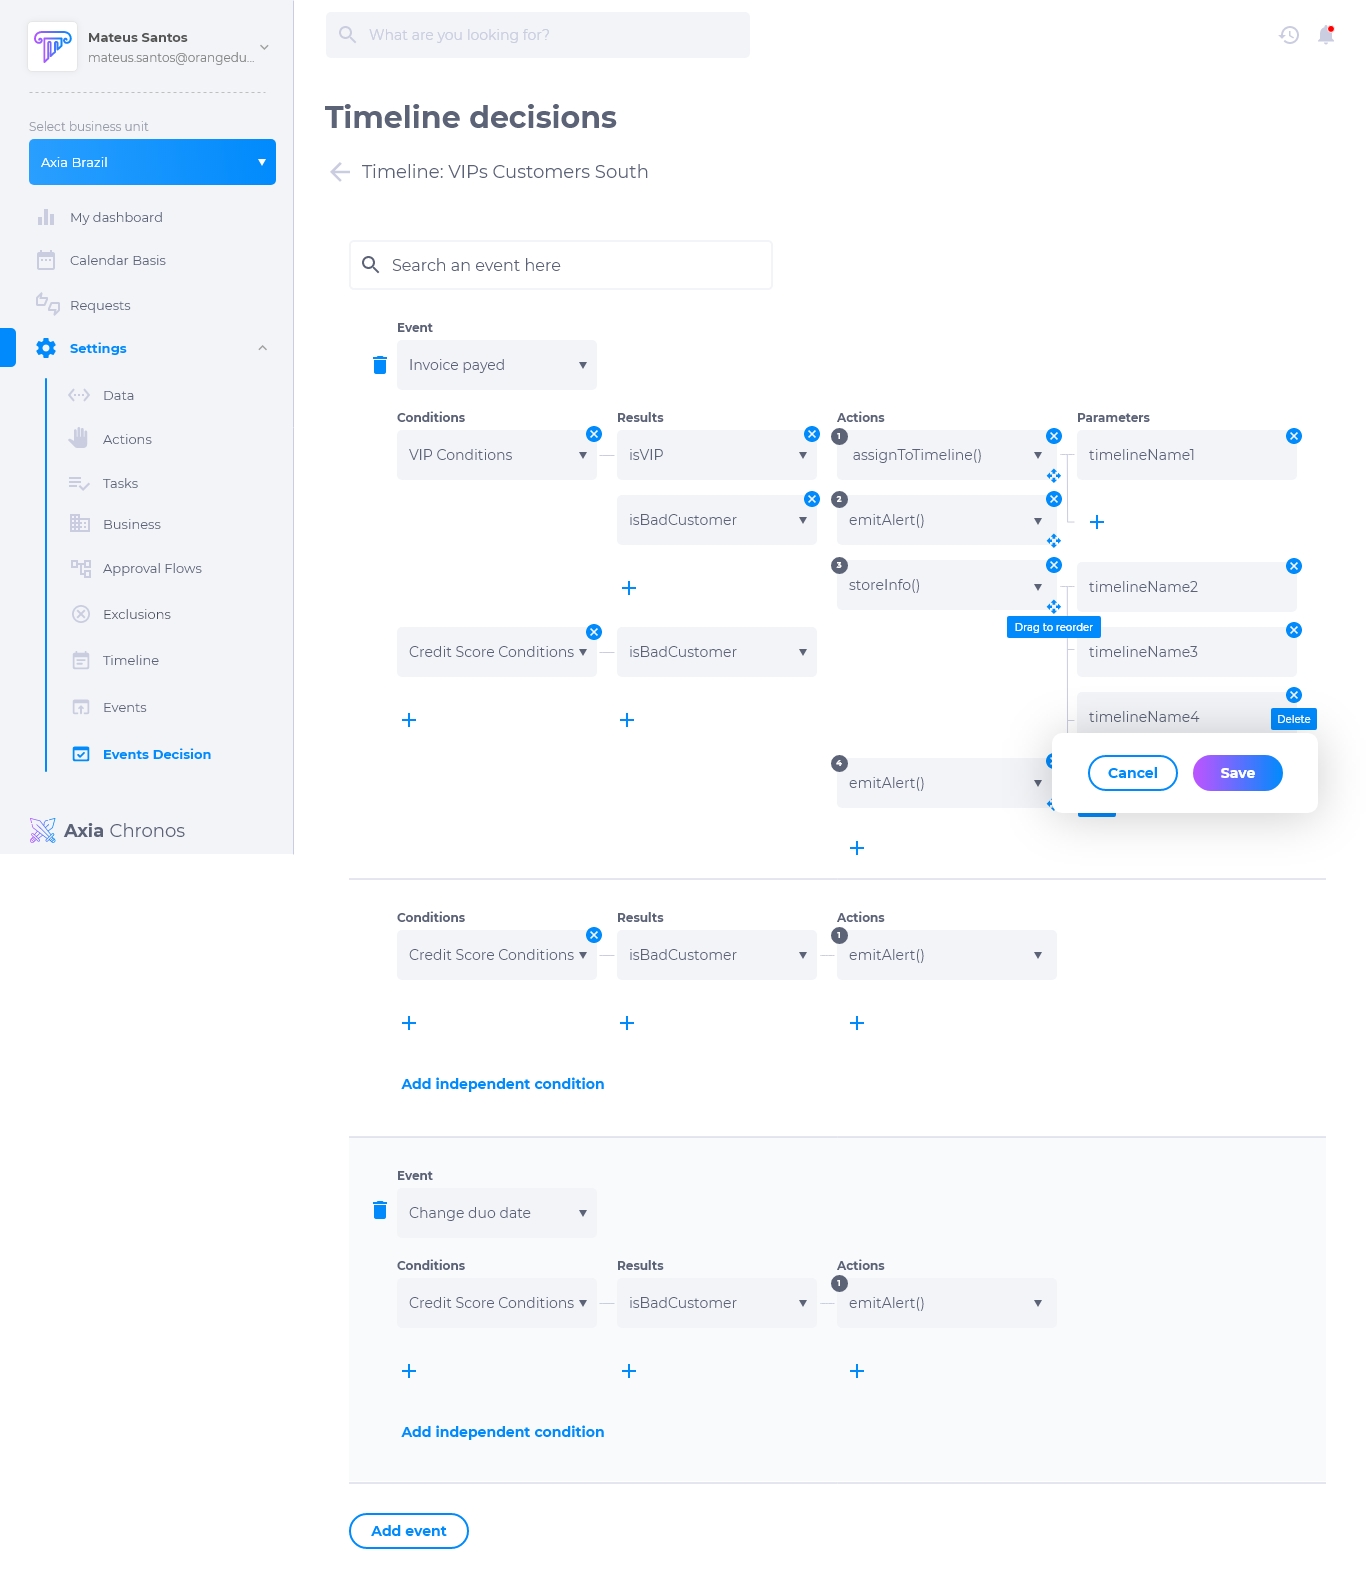 Mateus Santos
mateus.santos@orangedu...
Select business unit
Axia Brazil
My dashboard
Calendar Basis
Requests
Settings
Data
Actions
Tasks
Business
Approval Flows
Exclusions
Timeline
Events
Events Decision
Axia Chronos
What are you looking for?
Timeline decisions
Timeline: VIPs Customers South
Search an event here
Event
Invoice payed
Conditions Results Actions Parameters
1
VIP Conditions isVIP assignToTimeline() timelineName1
2
isBadCustomer emitAlert()
3
storeInfo() timelineName2
Drag to reorder
Credit Score Conditions isBadCustomer timelineName3
timelineName4
Delete
4
emitAlert()
Cancel Save
Conditions Results Actions
1
Credit Score Conditions isBadCustomer emitAlert()
Add independent condition
Event
Change duo date
Conditions Results Actions
1
Credit Score Conditions isBadCustomer emitAlert()
Add independent condition
Add event